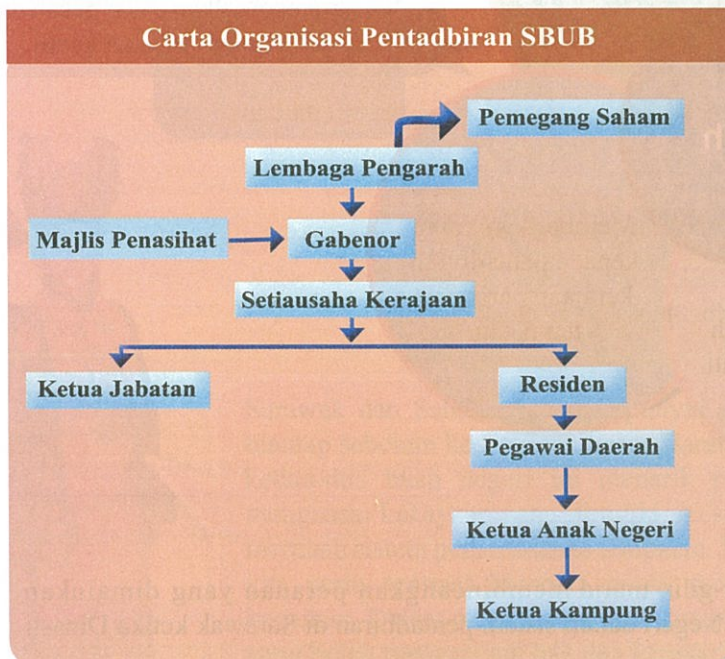 Carta Organisasi Pentadbiran SBUB
Pemegang Saham
Lembaga Pengarah
Majlis Penasihat
Gabenor
Setiausaha Kerajaan
Ketua Jabatan
Residen
Pegawai Daerah
Ketua Anak Negeri
Ketua Kampung